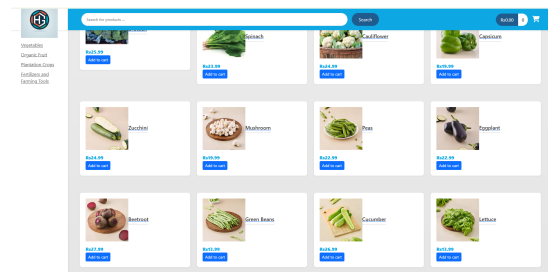 Search for products ...
Search
Rs0.00
0
Vegetables
Organic Fruit
Plantation Crops
Fertilizers and
Farming Tools
Spinach
Cauliflower
Capsicum
Rs25.99
Add to cart
Rs23.99
Add to cart
Rs24.99
Add to cart
Rs19.99
Add to cart
Zucchini
Mushroom
Peas
Eggplant
Rs24.99
Add to cart
Rs19.99
Add to cart
Rs22.99
Add to cart
Rs22.99
Add to cart
Beetroot
Green Beans
Cucumber
Lettuce
Rs27.99
Add to cart
Rs12.99
Add to cart
Rs26.99
Add to cart
Rs12.99
Add to cart